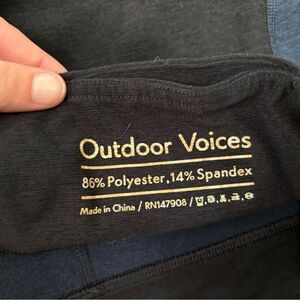 Outdoor Voices
86% Polyester, 14% Spandex
Made in China / RN147908 /